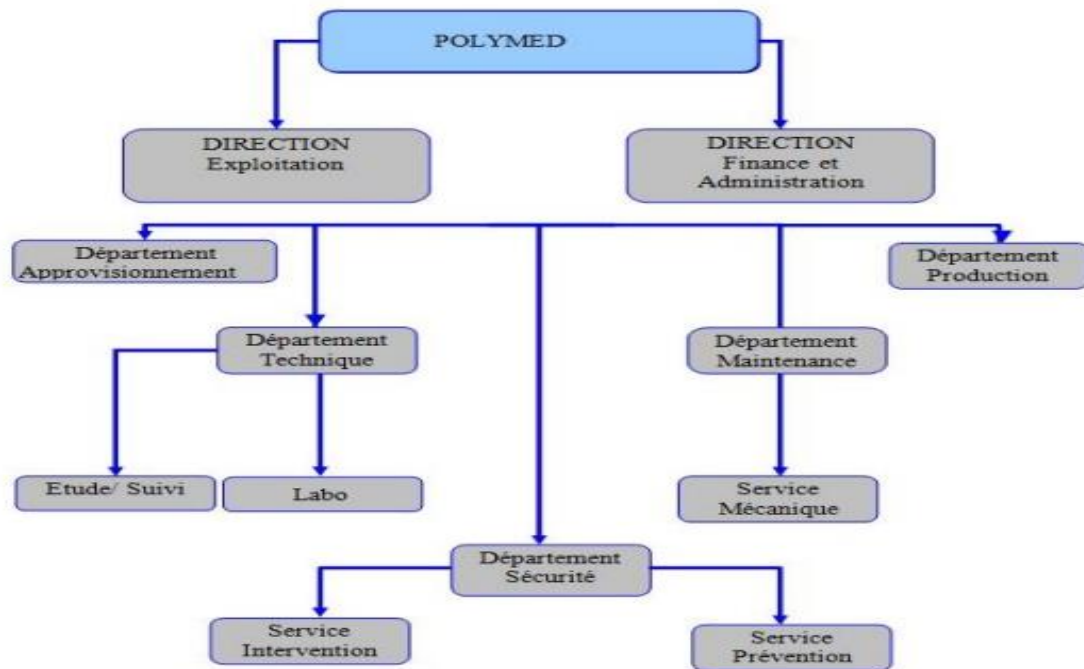 POLYMED
DIRECTION
Exploitation
DIRECTION
Finance et
Administration
Département
Approvisionnement
Département
Production
Département
Technique
Département
Maintenance
Etude/ Suivi
Labo
Service
Mécanique
Département
Sécurité
Service
Intervention
Service
Prévention